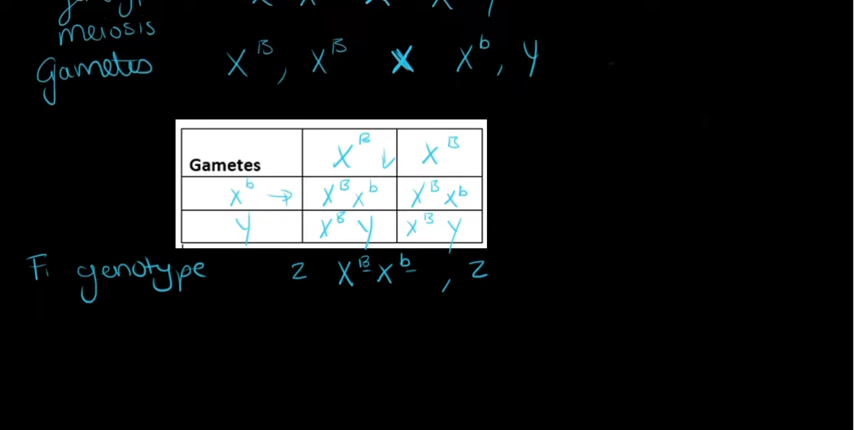 meiosis
Gametes X^B, X^B X X^b, Y
Gametes X^B ↓ X^B
X^b → X^B X^b X^B X^b
Y X^B Y X^B Y
F1 genotype 2 X^B X^b, 2